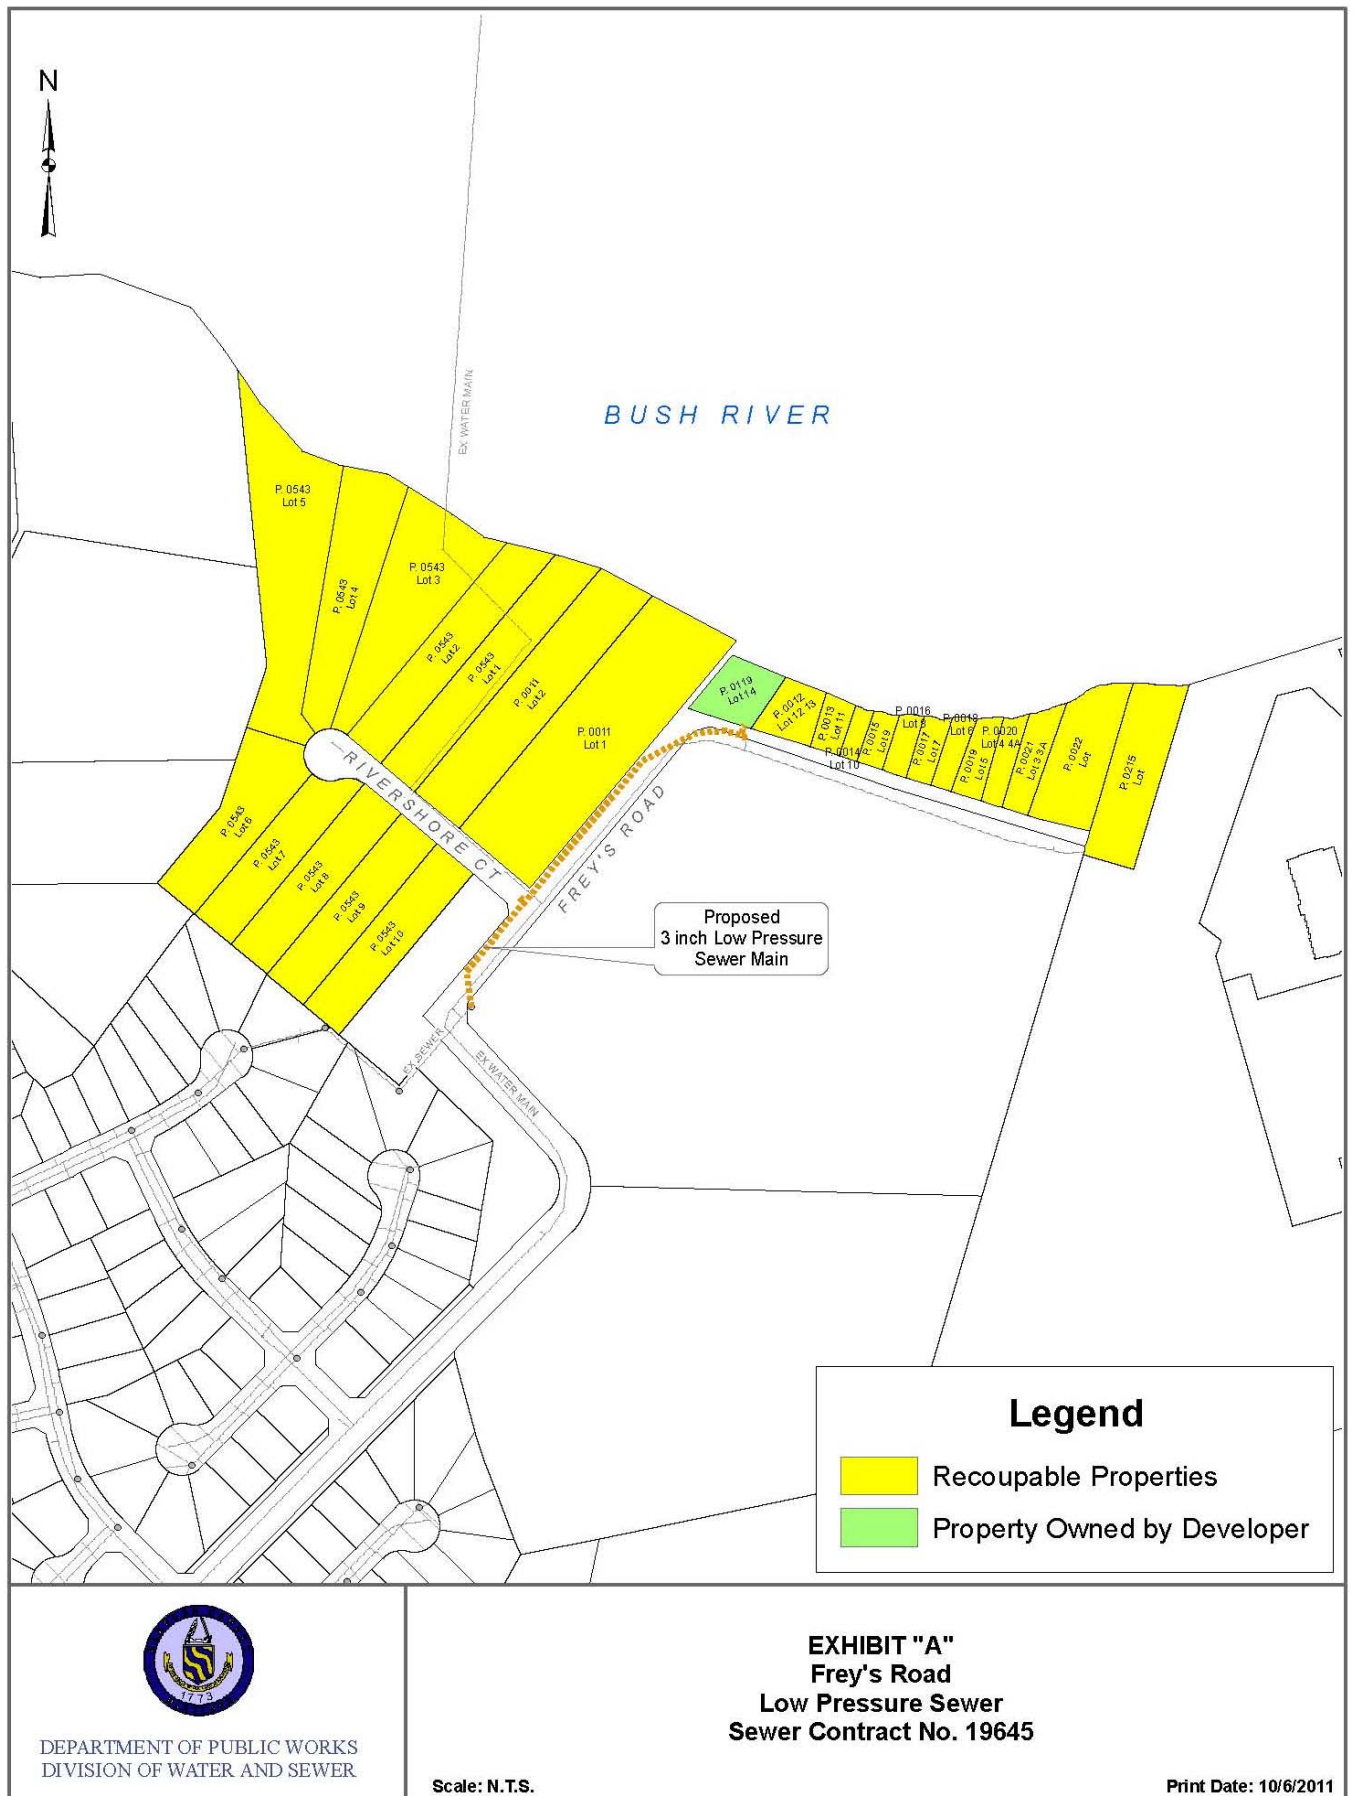 N
EX WATER MAIN
BUSH RIVER
P. 0543
Lot 5
P. 0543
Lot 4
P. 0543
Lot 3
P. 0543
Lot 2
P. 0543
Lot 1
P. 0011
Lot 2
P. 0011
Lot 1
P. 0119
Lot 14
P. 0012
Lot 12 13
P. 0013
Lot 11
P. 0014
Lot 10
P. 0015
Lot 9
P. 0016
Lot 8
P. 0017
Lot 7
P. 0018
Lot 6
P. 0019
Lot 5
P. 0020
Lot 4 4A
P. 0021
Lot 3 3A
P. 0022
Lot
P. 0215
Lot
RIVERSHORE CT
FREY'S ROAD
P. 0543
Lot 6
P. 0543
Lot 7
P. 0543
Lot 8
P. 0543
Lot 9
P. 0543
Lot 10
Proposed
3 inch Low Pressure
Sewer Main
EX SEWER
EX WATER MAIN
Legend
Recoupable Properties
Property Owned by Developer
1773
DEPARTMENT OF PUBLIC WORKS
DIVISION OF WATER AND SEWER
EXHIBIT "A"
Frey's Road
Low Pressure Sewer
Sewer Contract No. 19645
Scale: N.T.S.
Print Date: 10/6/2011